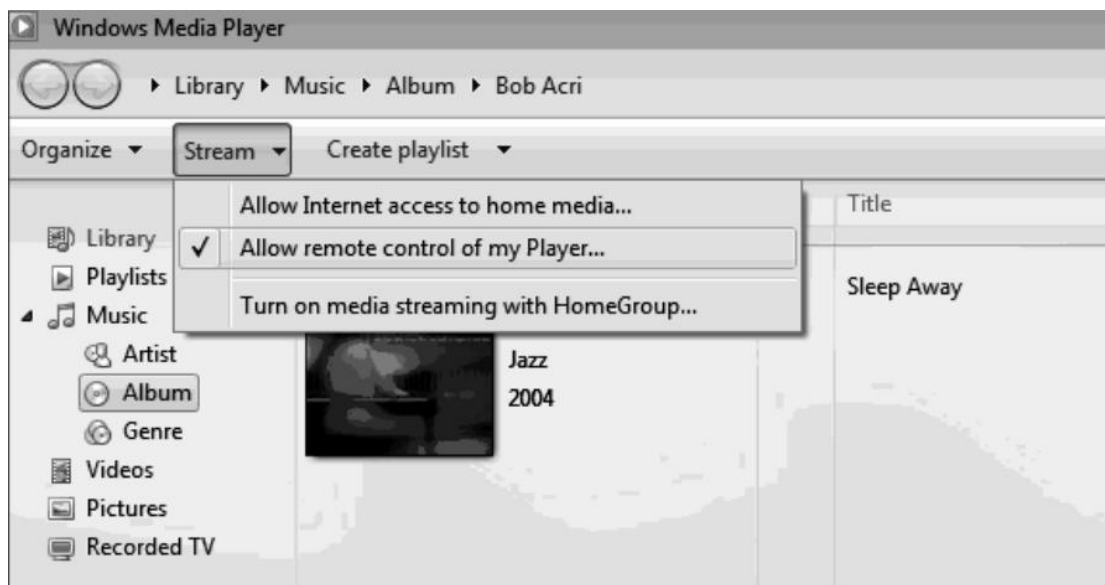 Windows Media Player
Library Music Album Bob Acri
Organize Stream Create playlist
Allow Internet access to home media...
Allow remote control of my Player...
Turn on media streaming with HomeGroup...
Title
Library
Playlists
Music
Artist
Album
Genre
Videos
Pictures
Recorded TV
Jazz
2004
Sleep Away